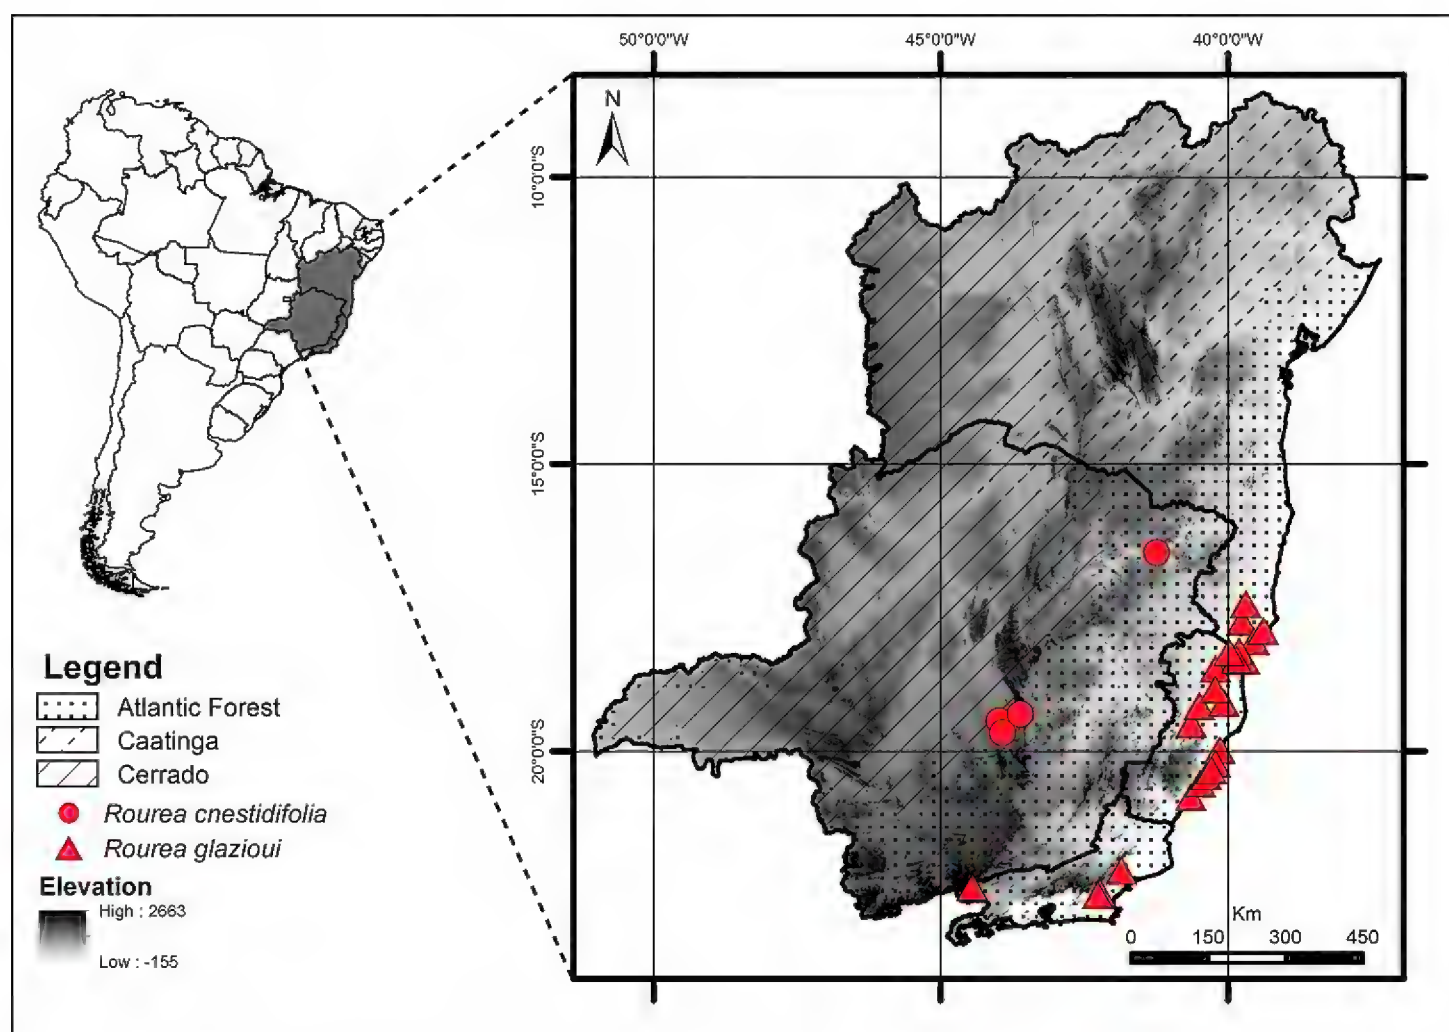 50°0'0"W 45°0'0"W 40°0'0"W
N
10°0'0"S
15°0'0"S
20°0'0"S
Legend
Atlantic Forest
Caatinga
Cerrado
Rourea cnestidifolia
Rourea glazioui
Elevation
High : 2663
Low : -155
Km
0 150 300 450